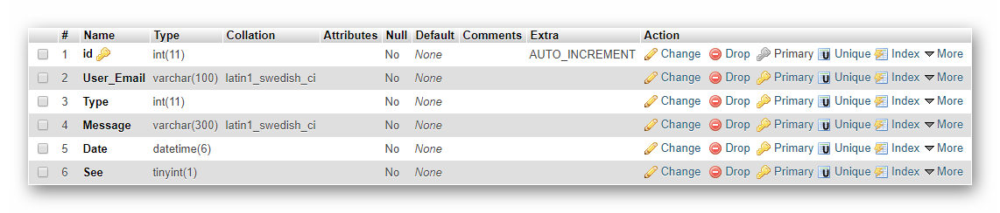 # Name Type Collation Attributes Null Default Comments Extra Action
1 id int(11) No None AUTO_INCREMENT Change Drop Primary Unique Index More
2 User_Email varchar(100) latin1_swedish_ci No None Change Drop Primary Unique Index More
3 Type int(11) No None Change Drop Primary Unique Index More
4 Message varchar(300) latin1_swedish_ci No None Change Drop Primary Unique Index More
5 Date datetime(6) No None Change Drop Primary Unique Index More
6 See tinyint(1) No None Change Drop Primary Unique Index More